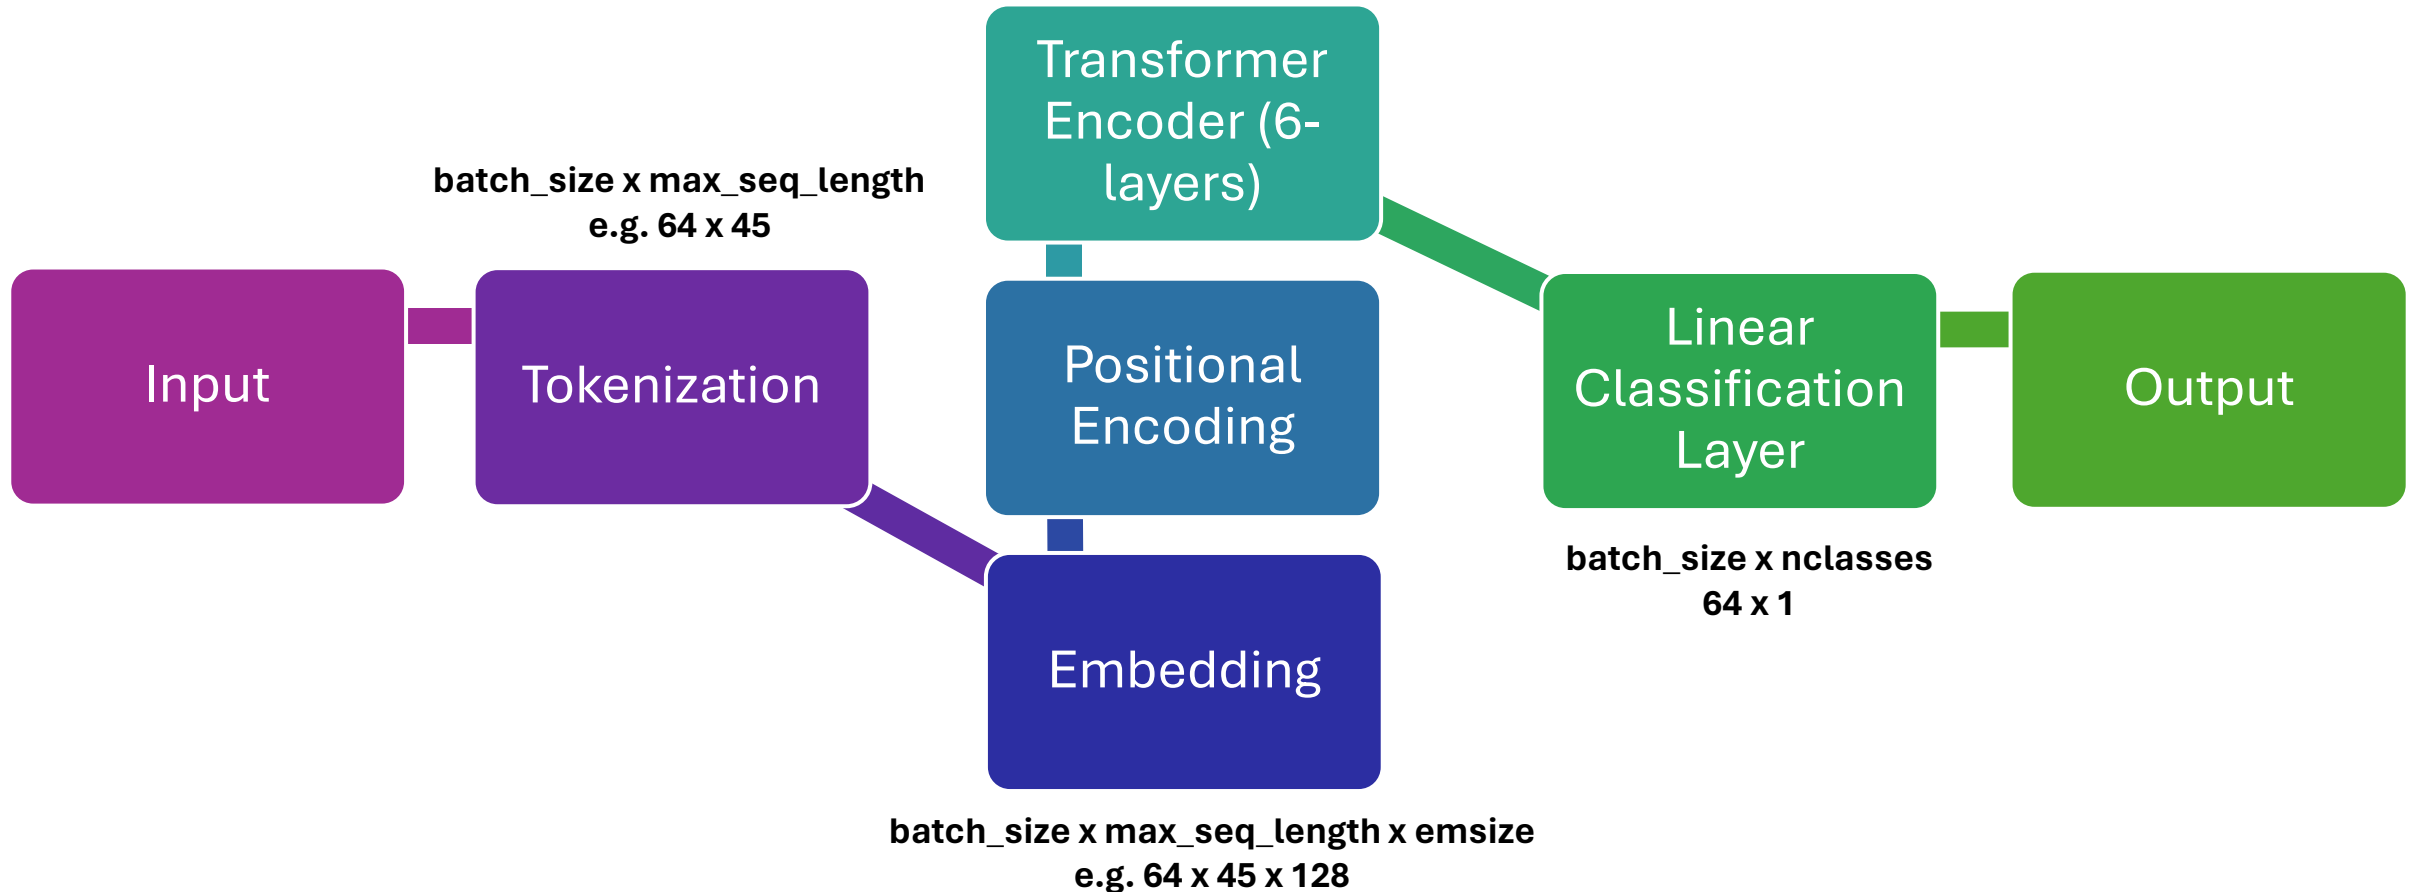 Input
batch_size x max_seq_length
e.g. 64 x 45
Tokenization
Transformer
Encoder (6-
layers)
Positional
Encoding
Embedding
batch_size x max_seq_length x emsize
e.g. 64 x 45 x 128
Linear
Classification
Layer
batch_size x nclasses
64 x 1
Output